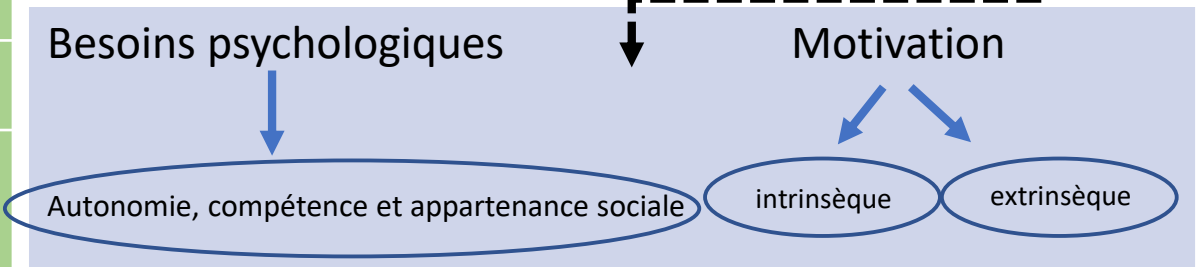 Besoins psychologiques
Motivation
Autonomie, compétence et appartenance sociale
intrinsèque
extrinsèque